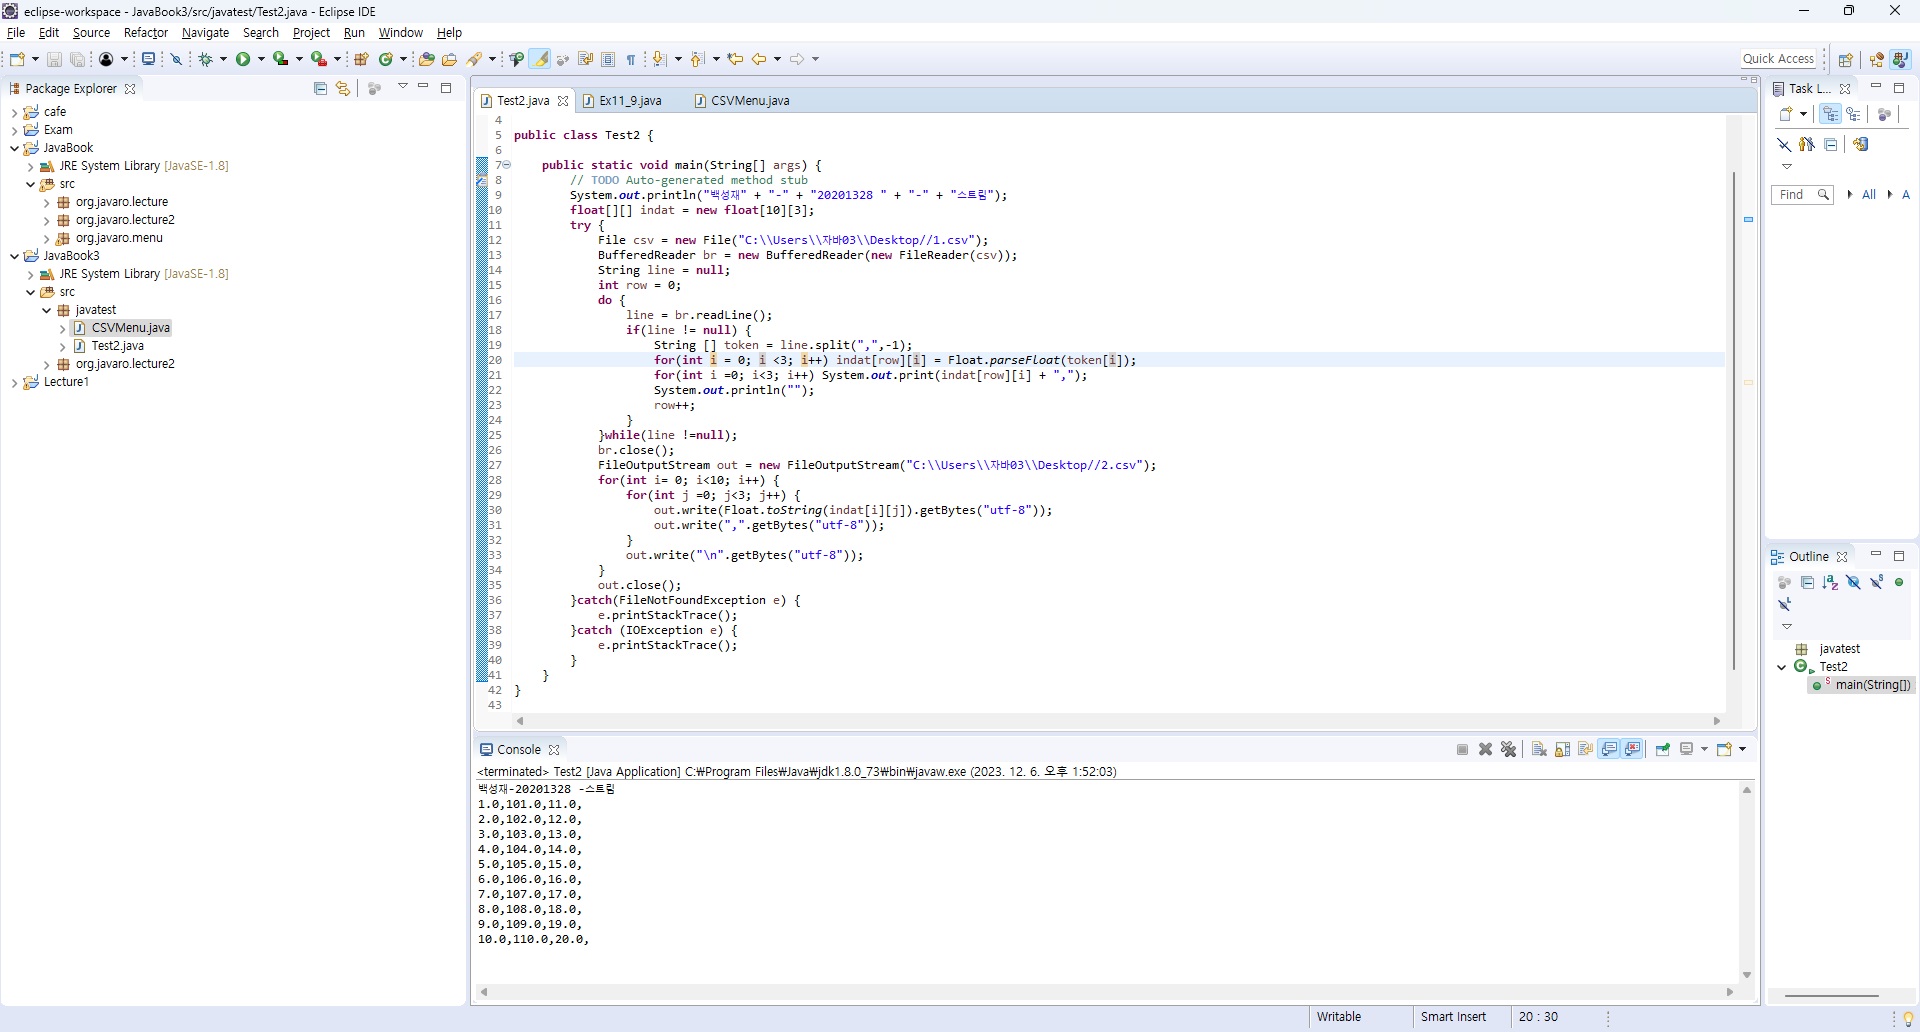 eclipse-workspace - JavaBook3/src/javatest/Test2.java - Eclipse IDE
File Edit Source Refactor Navigate Search Project Run Window Help
Quick Access
Package Explorer
cafe
Exam
JavaBook
JRE System Library [JavaSE-1.8]
src
org.javaro.lecture
org.javaro.lecture2
org.javaro.menu
JavaBook3
JRE System Library [JavaSE-1.8]
src
javatest
CSVMenu.java
Test2.java
org.javaro.lecture2
Lecture1
Test2.java Ex11_9.java CSVMenu.java
4
5 public class Test2 {
6
7 public static void main(String[] args) {
8 // TODO Auto-generated method stub
9 System.out.println("백성재" + "-" + "20201328 " + "-" + "스트림");
10 float[][] indat = new float[10][3];
11 try {
12 File csv = new File("C:\\Users\\자바03\\Desktop//1.csv");
13 BufferedReader br = new BufferedReader(new FileReader(csv));
14 String line = null;
15 int row = 0;
16 do {
17 line = br.readLine();
18 if(line != null) {
19 String [] token = line.split(",",-1);
20 for(int i = 0; i <3; i++) indat[row][i] = Float.parseFloat(token[i]);
21 for(int i =0; i<3; i++) System.out.print(indat[row][i] + ",");
22 System.out.println("");
23 row++;
24 }
25 }while(line !=null);
26 br.close();
27 FileOutputStream out = new FileOutputStream("C:\\Users\\자바03\\Desktop//2.csv");
28 for(int i= 0; i<10; i++) {
29 for(int j =0; j<3; j++) {
30 out.write(Float.toString(indat[i][j]).getBytes("utf-8"));
31 out.write(",".getBytes("utf-8"));
32 }
33 out.write("\n".getBytes("utf-8"));
34 }
35 out.close();
36 }catch(FileNotFoundException e) {
37 e.printStackTrace();
38 }catch (IOException e) {
39 e.printStackTrace();
40 }
41 }
42 }
43
Console
<terminated> Test2 [Java Application] C:₩Program Files₩Java₩jdk1.8.0_73₩bin₩javaw.exe (2023. 12. 6. 오후 1:52:03)
백성재-20201328 -스트림
1.0,101.0,11.0,
2.0,102.0,12.0,
3.0,103.0,13.0,
4.0,104.0,14.0,
5.0,105.0,15.0,
6.0,106.0,16.0,
7.0,107.0,17.0,
8.0,108.0,18.0,
9.0,109.0,19.0,
10.0,110.0,20.0,
Task L...
Find All A
Outline
javatest
Test2
main(String[])
Writable Smart Insert 20 : 30